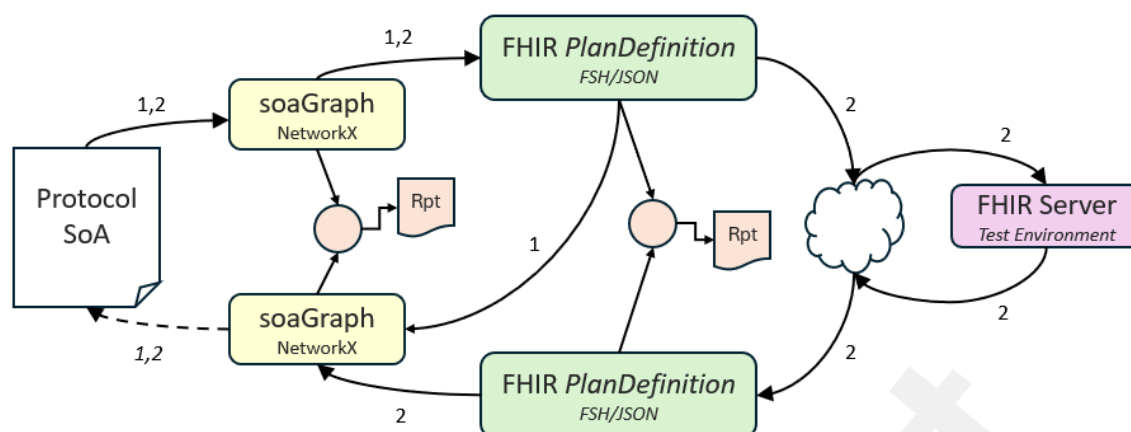 1,2
FHIR PlanDefinition
FSH/JSON
1,2
soaGraph
NetworkX
2
2
Protocol
SoA
Rpt
FHIR Server
Test Environment
Rpt
1
soaGraph
NetworkX
2
1,2
2
FHIR PlanDefinition
FSH/JSON
2